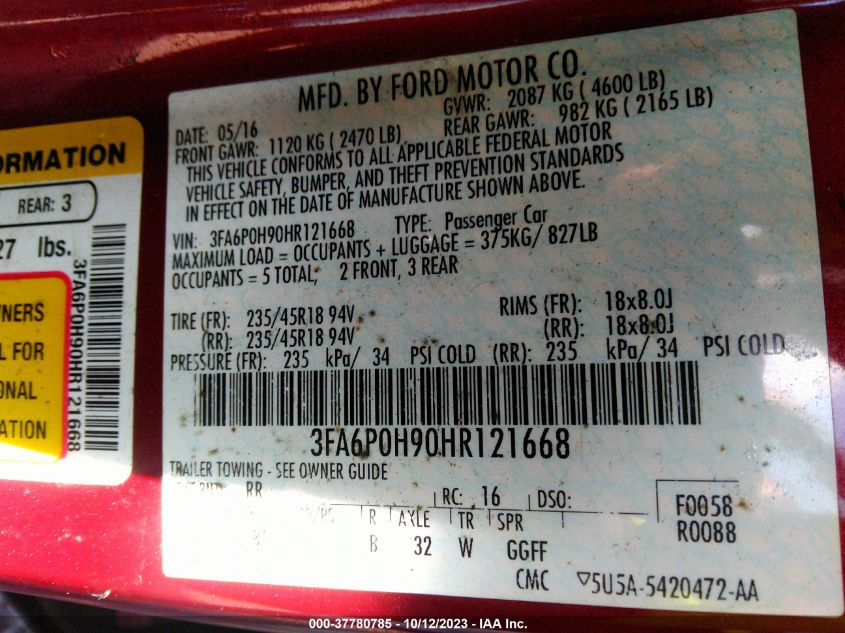 MFD. BY FORD MOTOR CO.
DATE: 05/16
GVWR: 2087 KG ( 4600 LB)
FRONT GAWR: 1120 KG ( 2470 LB)
REAR GAWR: 982 KG ( 2165 LB)
THIS VEHICLE CONFORMS TO ALL APPLICABLE FEDERAL MOTOR
VEHICLE SAFETY, BUMPER, AND THEFT PREVENTION STANDARDS
IN EFFECT ON THE DATE OF MANUFACTURE SHOWN ABOVE.
VIN: 3FA6P0H90HR121668 TYPE: Passenger Car
MAXIMUM LOAD = OCCUPANTS + LUGGAGE = 375KG/ 827LB
OCCUPANTS = 5 TOTAL; 2 FRONT, 3 REAR
TIRE (FR): 235/45R18 94V RIMS (FR): 18x8.0J
(RR): 235/45R18 94V (RR): 18x8.0J
PRESSURE (FR): 235 kPa/ 34 PSI COLD (RR): 235 kPa/ 34 PSI COLD
3FA6P0H90HR121668
TRAILER TOWING - SEE OWNER GUIDE
RR
RC: 16 DSO:
F0058
R0088
R AXLE TR SPR
B 32 W GGFF
CMC 5U5A-5420472-AA
ORMATION
REAR: 3
27 lbs.
3FA6P0H90HR121668
NERS
L FOR
ONAL
ATION
000-37780785 - 10/12/2023 - IAA Inc.